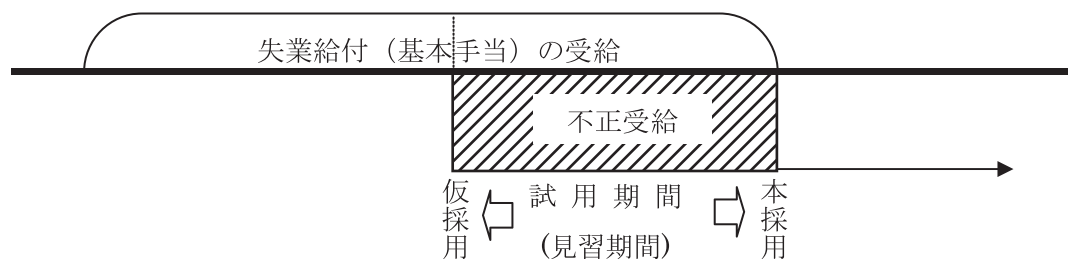 失業給付（基本手当）の受給
不正受給
仮採用
試用期間
(見習期間)
本採用